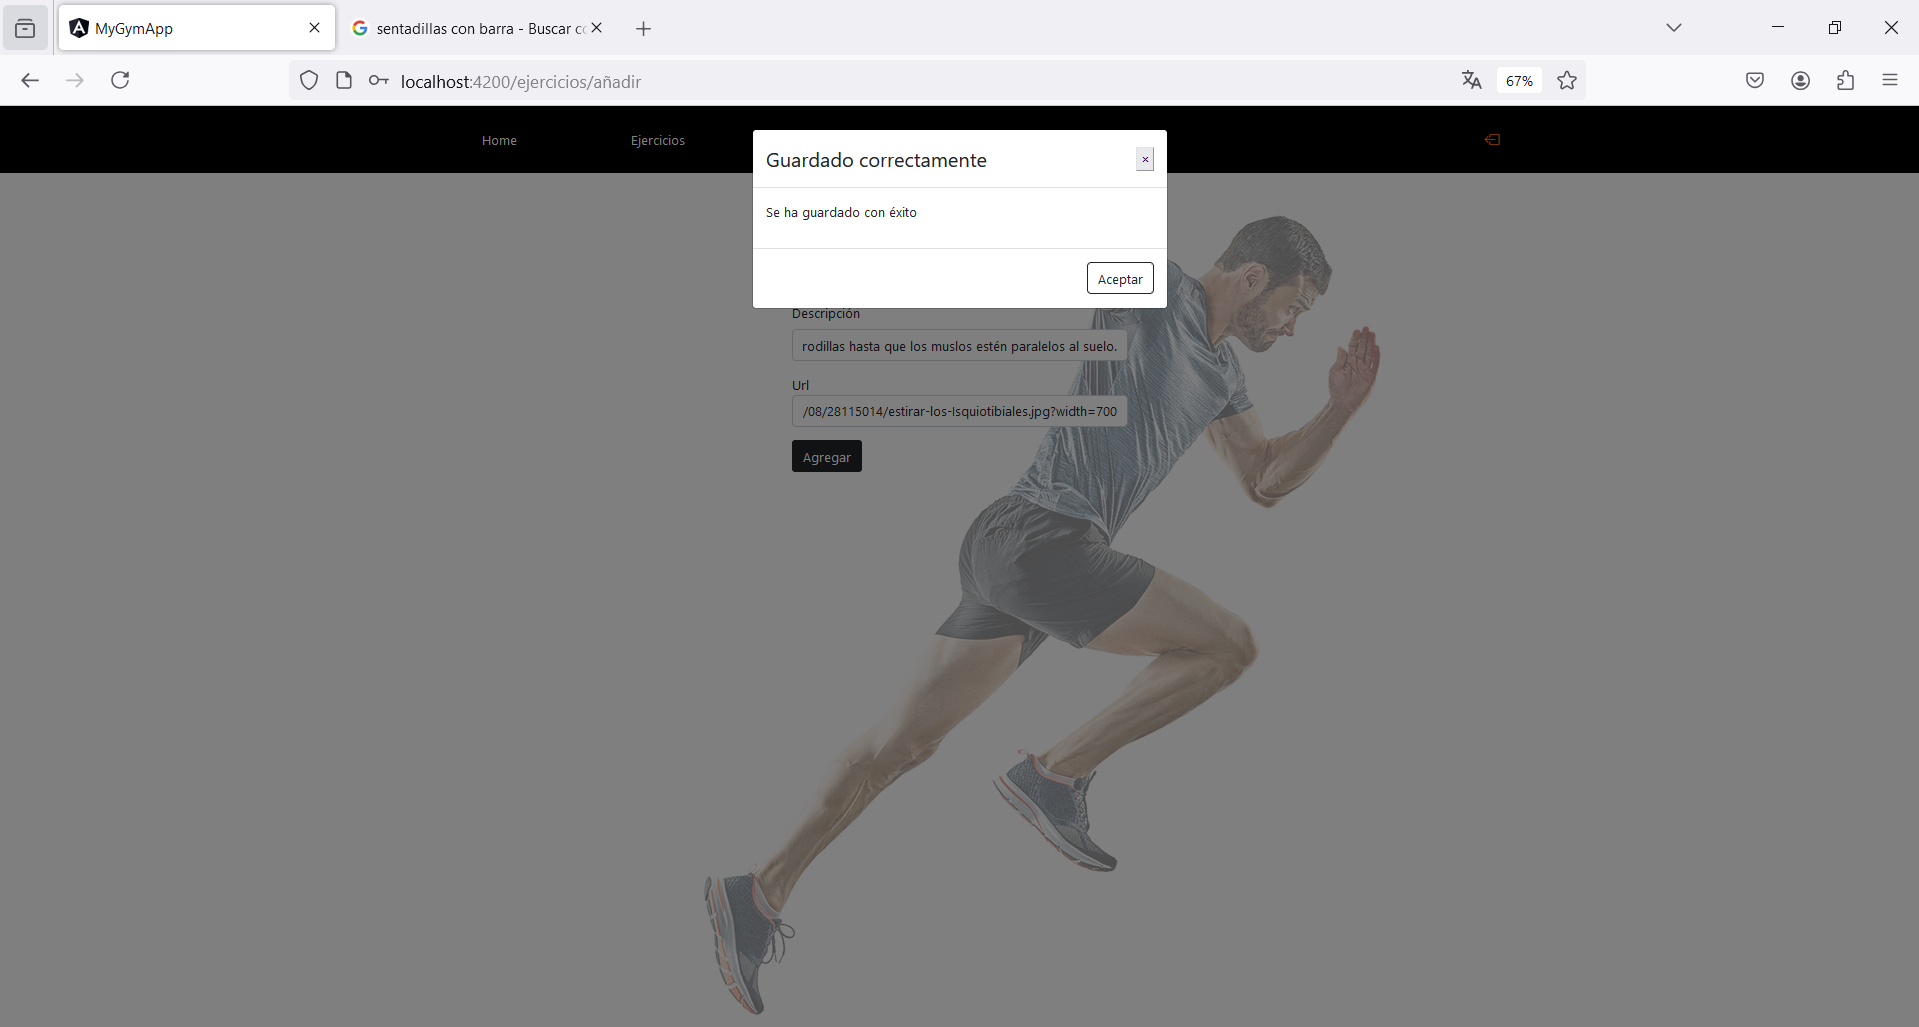 MyGymApp
sentadillas con barra - Buscar co
localhost:4200/ejercicios/añadir
67%
Home
Ejercicios
Guardado correctamente
×
Se ha guardado con éxito
Aceptar
Descripción
rodillas hasta que los muslos estén paralelos al suelo.
Url
/08/28115014/estirar-los-Isquiotibiales.jpg?width=700
Agregar